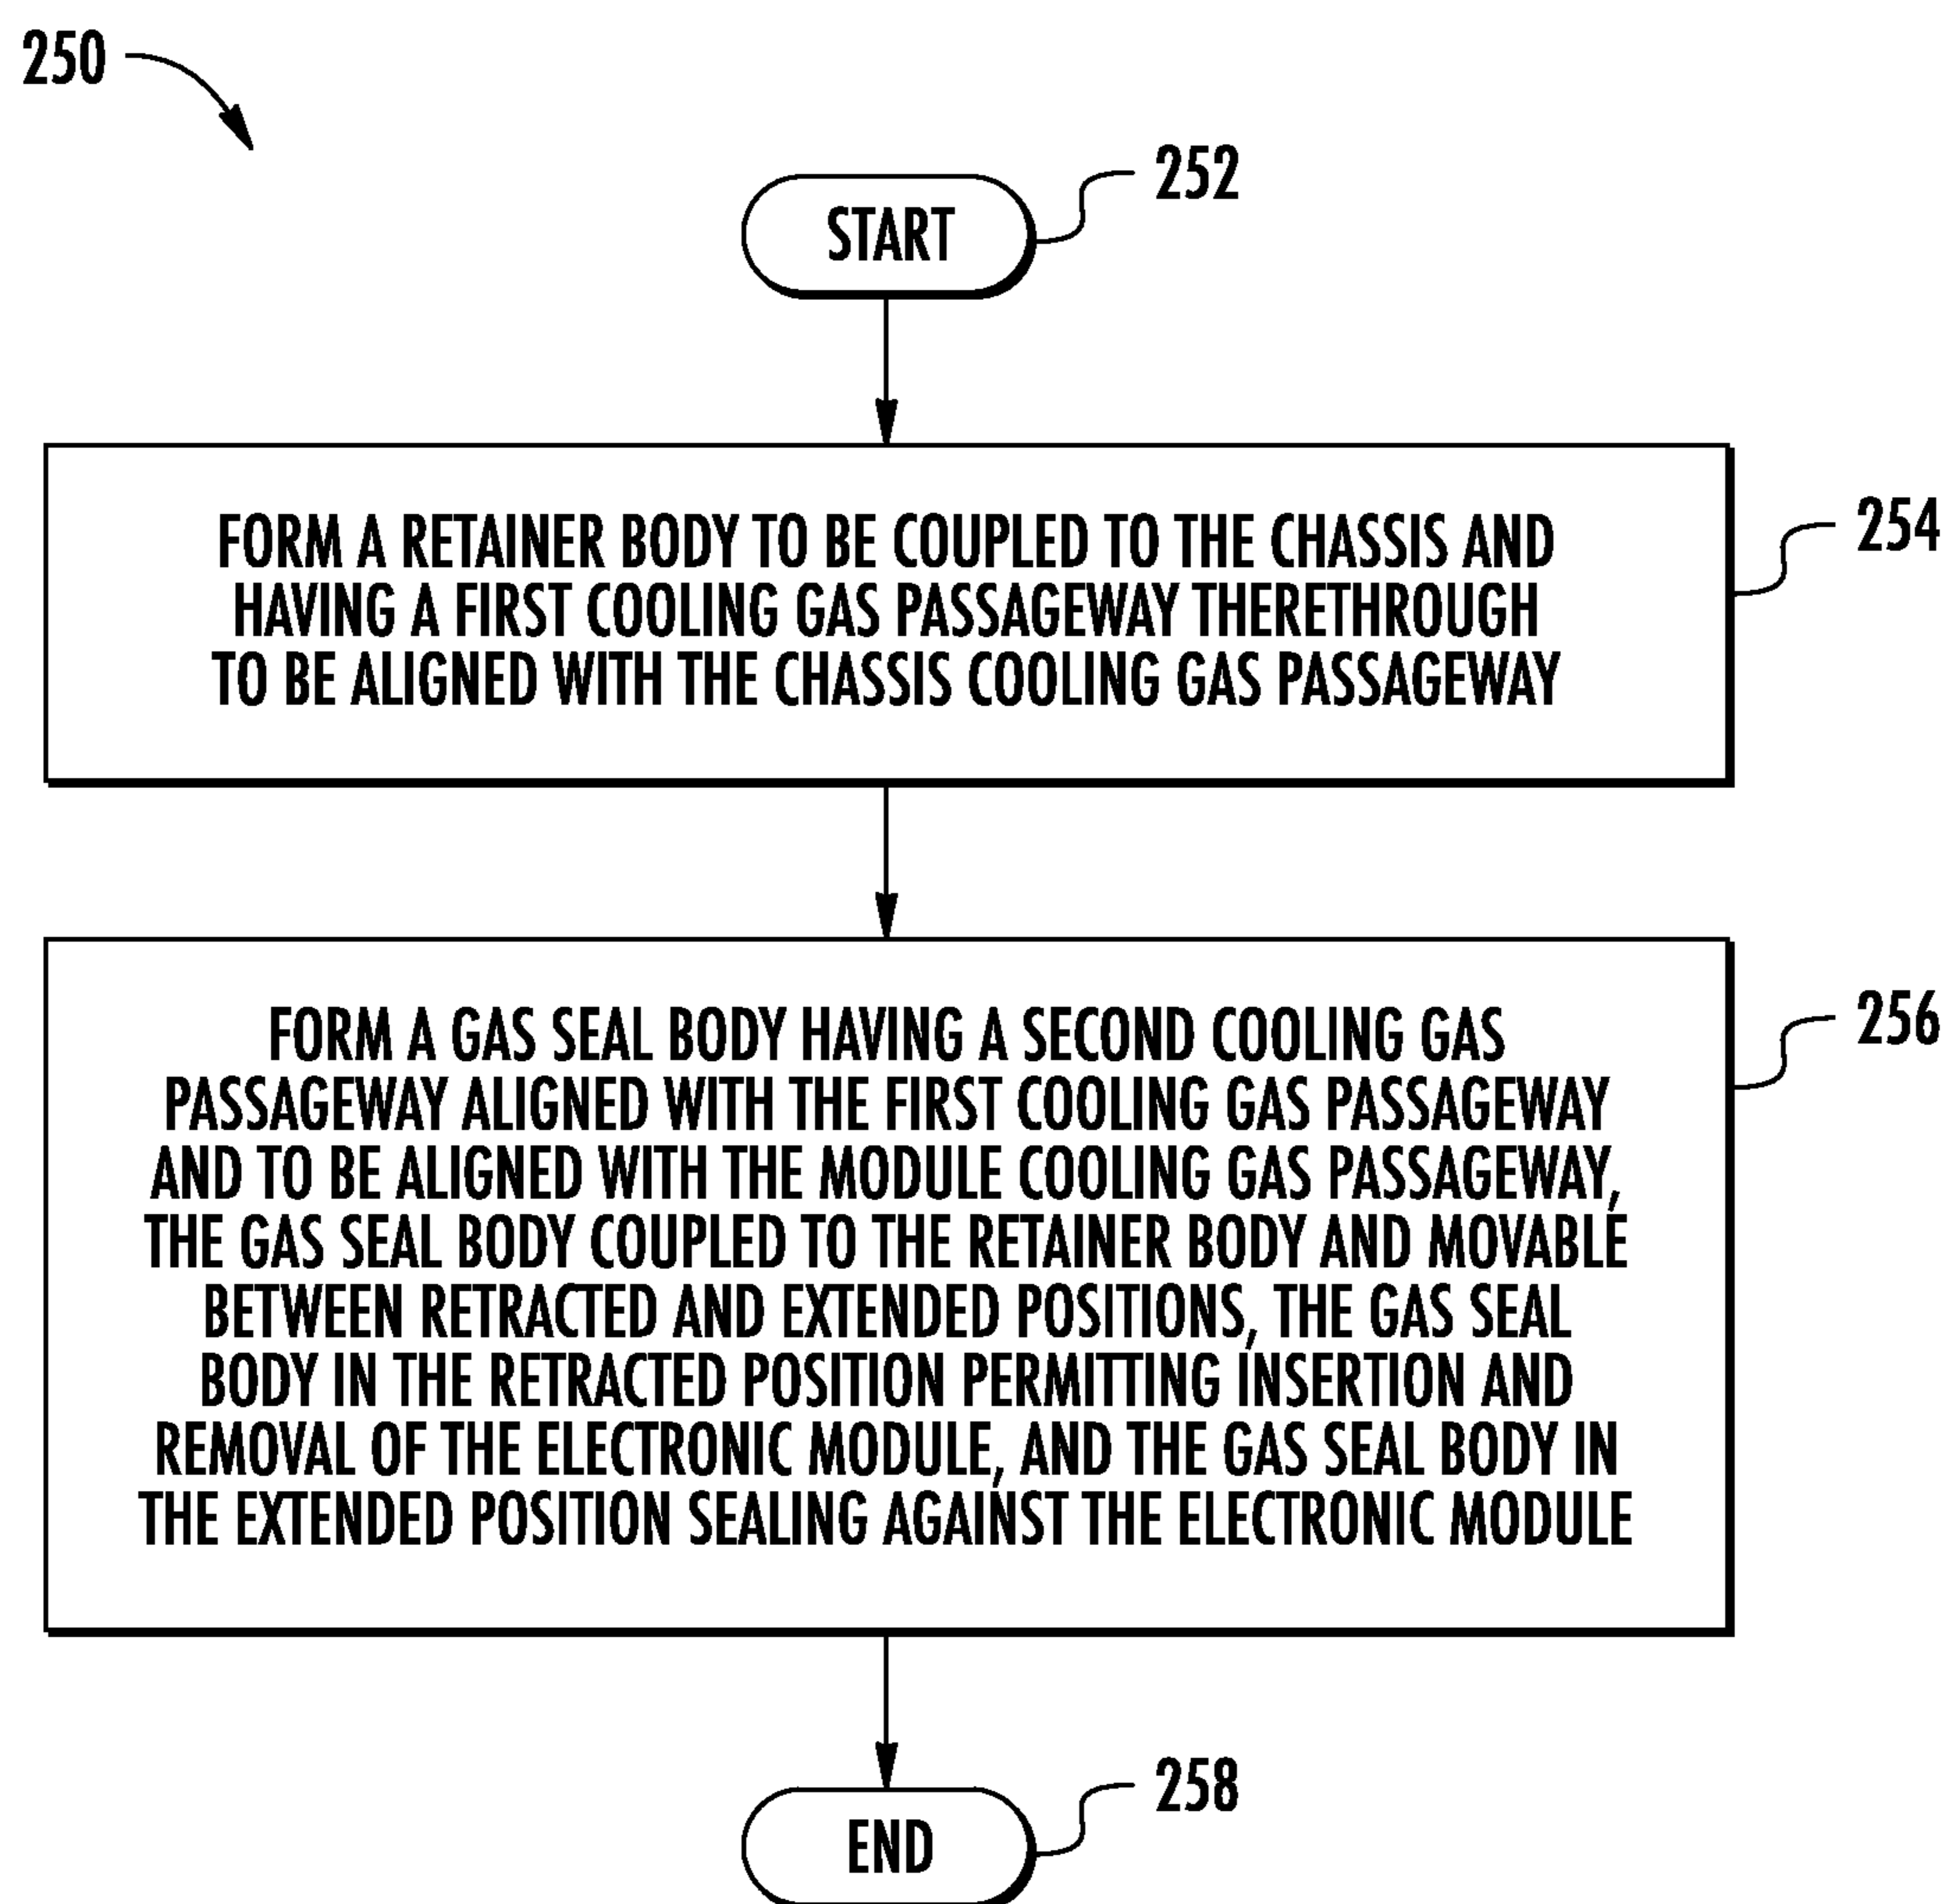 250
252
START
FORM A RETAINER BODY TO BE COUPLED TO THE CHASSIS AND
HAVING A FIRST COOLING GAS PASSAGEWAY THERETHROUGH
TO BE ALIGNED WITH THE CHASSIS COOLING GAS PASSAGEWAY
254
FORM A GAS SEAL BODY HAVING A SECOND COOLING GAS
PASSAGEWAY ALIGNED WITH THE FIRST COOLING GAS PASSAGEWAY
AND TO BE ALIGNED WITH THE MODULE COOLING GAS PASSAGEWAY,
THE GAS SEAL BODY COUPLED TO THE RETAINER BODY AND MOVABLE
BETWEEN RETRACTED AND EXTENDED POSITIONS, THE GAS SEAL
BODY IN THE RETRACTED POSITION PERMITTING INSERTION AND
REMOVAL OF THE ELECTRONIC MODULE, AND THE GAS SEAL BODY IN
THE EXTENDED POSITION SEALING AGAINST THE ELECTRONIC MODULE
256
258
END